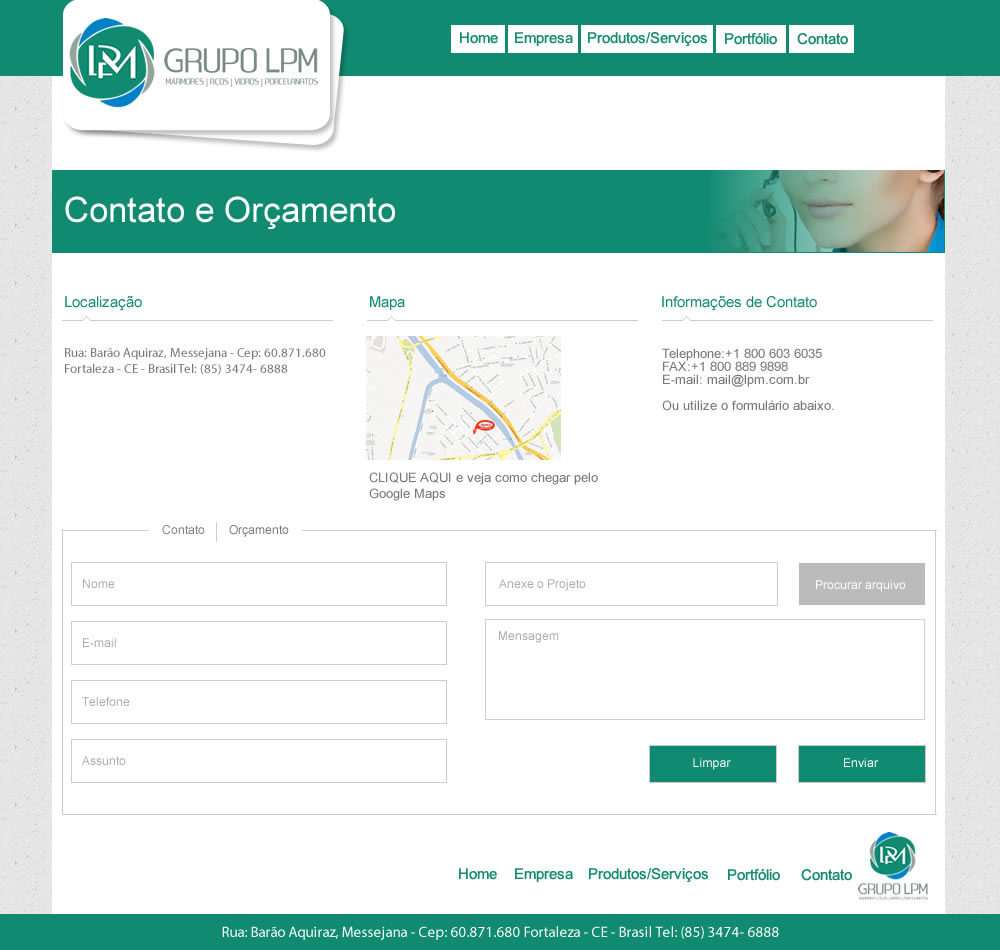 LPM GRUPO LPM
MÁRMORES | AÇOS | VIDROS | PORCELANATOS
Home Empresa Produtos/Serviços Portfólio Contato
Contato e Orçamento
Localização
Rua: Barão Aquiraz, Messejana - Cep: 60.871.680
Fortaleza - CE - Brasil Tel: (85) 3474- 6888
Mapa
CLIQUE AQUI e veja como chegar pelo
Google Maps
Informações de Contato
Telephone:+1 800 603 6035
FAX:+1 800 889 9898
E-mail: mail@lpm.com.br
Ou utilize o formulário abaixo.
Contato Orçamento
Nome
E-mail
Telefone
Assunto
Anexe o Projeto Procurar arquivo
Mensagem
Limpar Enviar
Home Empresa Produtos/Serviços Portfólio Contato
LPM
GRUPO LPM
MÁRMORES | AÇOS | VIDROS | PORCELANATOS
Rua: Barão Aquiraz, Messejana - Cep: 60.871.680 Fortaleza - CE - Brasil Tel: (85) 3474- 6888